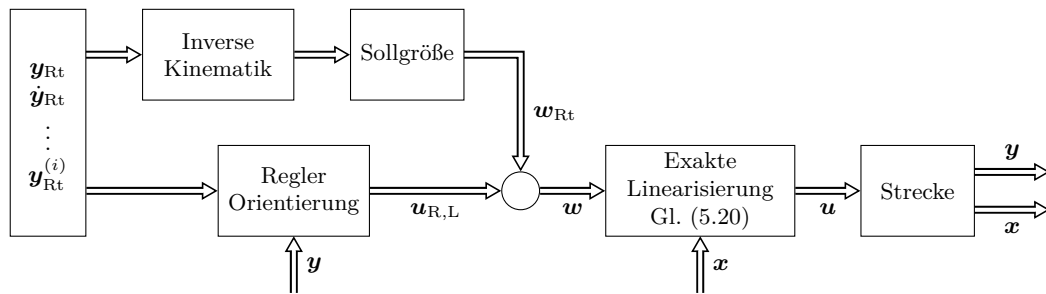 y_Rt
ẏ_Rt
⋮
y_Rt^(i)
Inverse
Kinematik
Sollgröße
w_Rt
Regler
Orientierung
u_R,L
w
Exakte
Linearisierung
Gl. (5.20)
u
Strecke
y
x
y
x